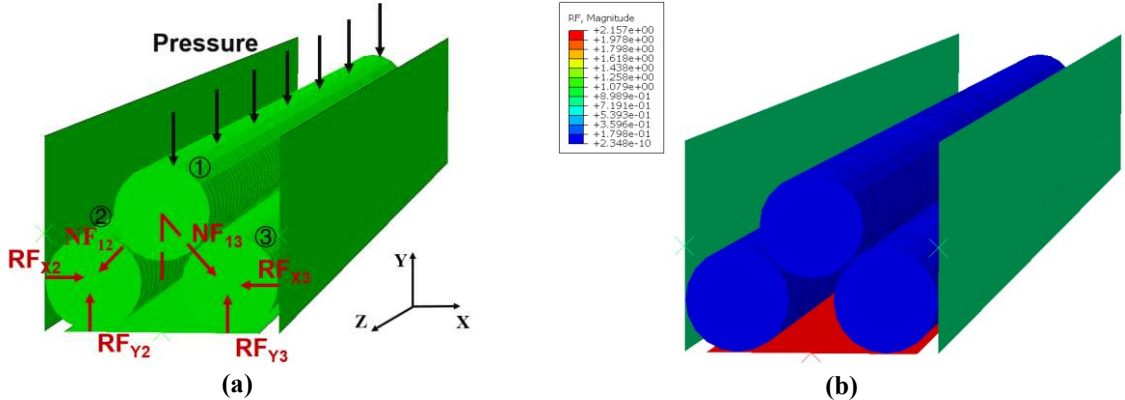 Pressure
①
②
NF12
NF13
③
RFX2
RFX3
RFY2
RFY3
Y
Z
X
(a)
RF, Magnitude
+2.157e+00
+1.978e+00
+1.798e+00
+1.618e+00
+1.438e+00
+1.258e+00
+1.079e+00
+8.989e-01
+7.191e-01
+5.393e-01
+3.596e-01
+1.798e-01
+2.348e-10
(b)